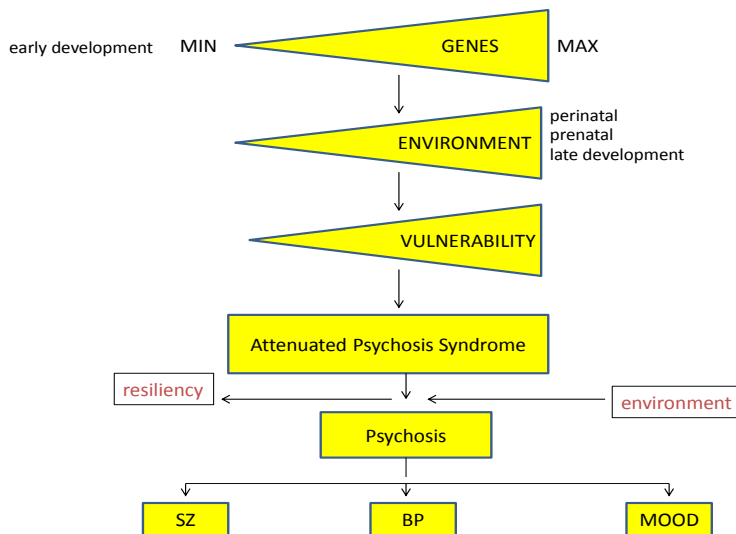 early development MIN GENES MAX
perinatal
prenatal
ENVIRONMENT
late development
VULNERABILITY
Attenuated Psychosis Syndrome
resiliency
environment
Psychosis
SZ BP MOOD